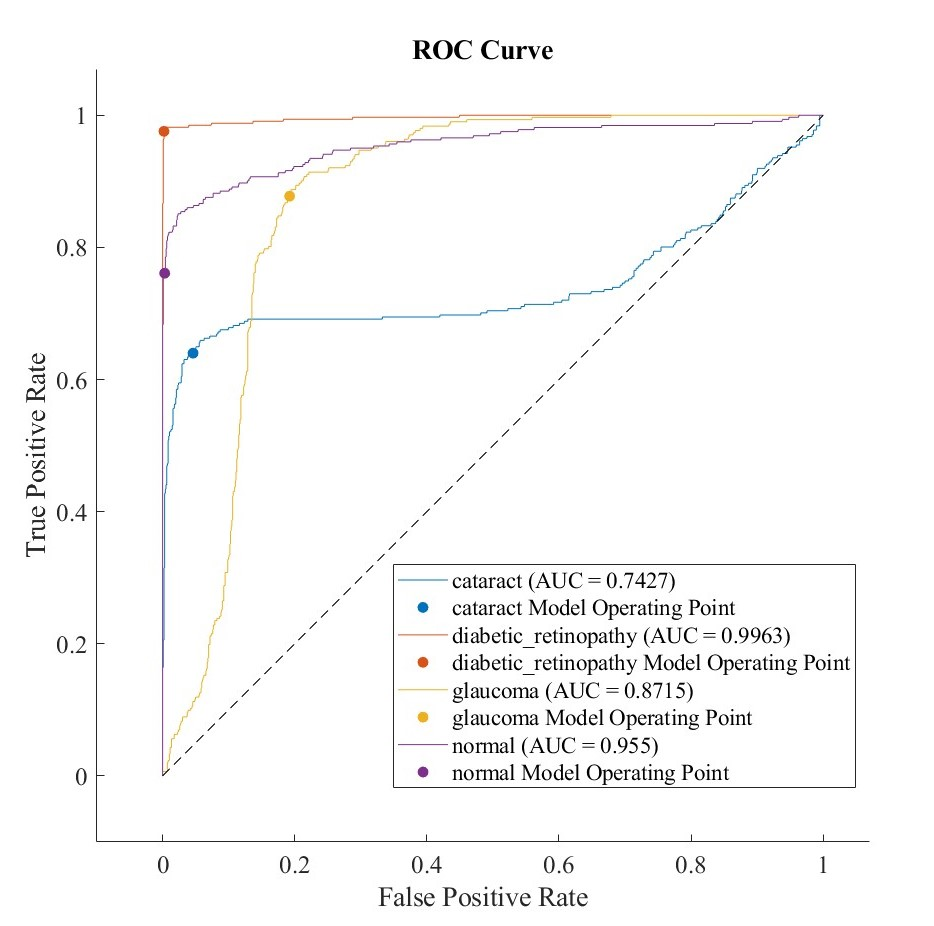 ROC Curve
True Positive Rate
1
0.8
0.6
0.4
0.2
0
cataract (AUC = 0.7427)
cataract Model Operating Point
diabetic_retinopathy (AUC = 0.9963)
diabetic_retinopathy Model Operating Point
glaucoma (AUC = 0.8715)
glaucoma Model Operating Point
normal (AUC = 0.955)
normal Model Operating Point
0 0.2 0.4 0.6 0.8 1
False Positive Rate